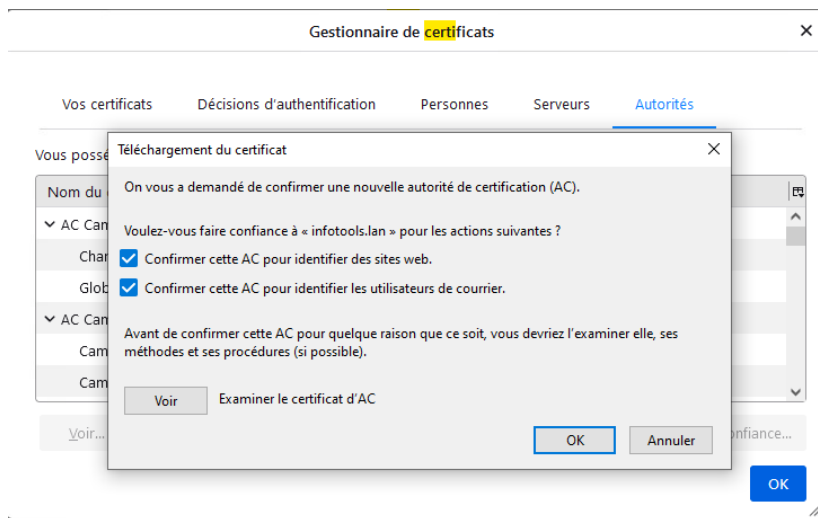 Gestionnaire de certificats
Vos certificats Décisions d'authentification Personnes Serveurs Autorités
Vous possé
Téléchargement du certificat
Nom du
On vous a demandé de confirmer une nouvelle autorité de certification (AC).
AC Cam
Voulez-vous faire confiance à « infotools.lan » pour les actions suivantes ?
Char
Confirmer cette AC pour identifier des sites web.
Glob
Confirmer cette AC pour identifier les utilisateurs de courrier.
AC Cam
Avant de confirmer cette AC pour quelque raison que ce soit, vous devriez l'examiner elle, ses
Cam
méthodes et ses procédures (si possible).
Cam
Voir Examiner le certificat d'AC
Voir...
OK Annuler
onfiance...
OK